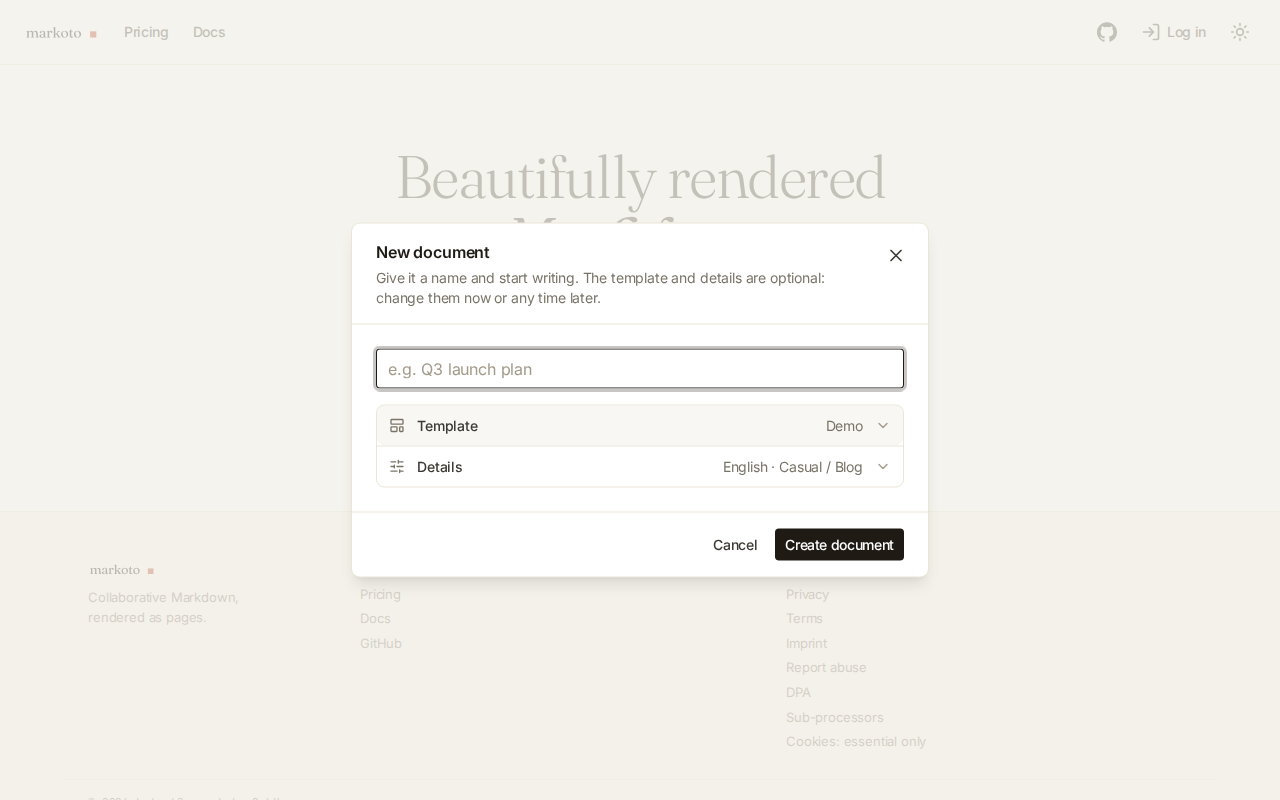 markoto
Pricing
Docs
Log in
Beautifully rendered
New document
Give it a name and start writing. The template and details are optional:
change them now or any time later.
e.g. Q3 launch plan
Template
Demo
Details
English · Casual / Blog
Cancel
Create document
markoto
Collaborative Markdown,
rendered as pages.
Pricing
Docs
GitHub
Privacy
Terms
Imprint
Report abuse
DPA
Sub-processors
Cookies: essential only